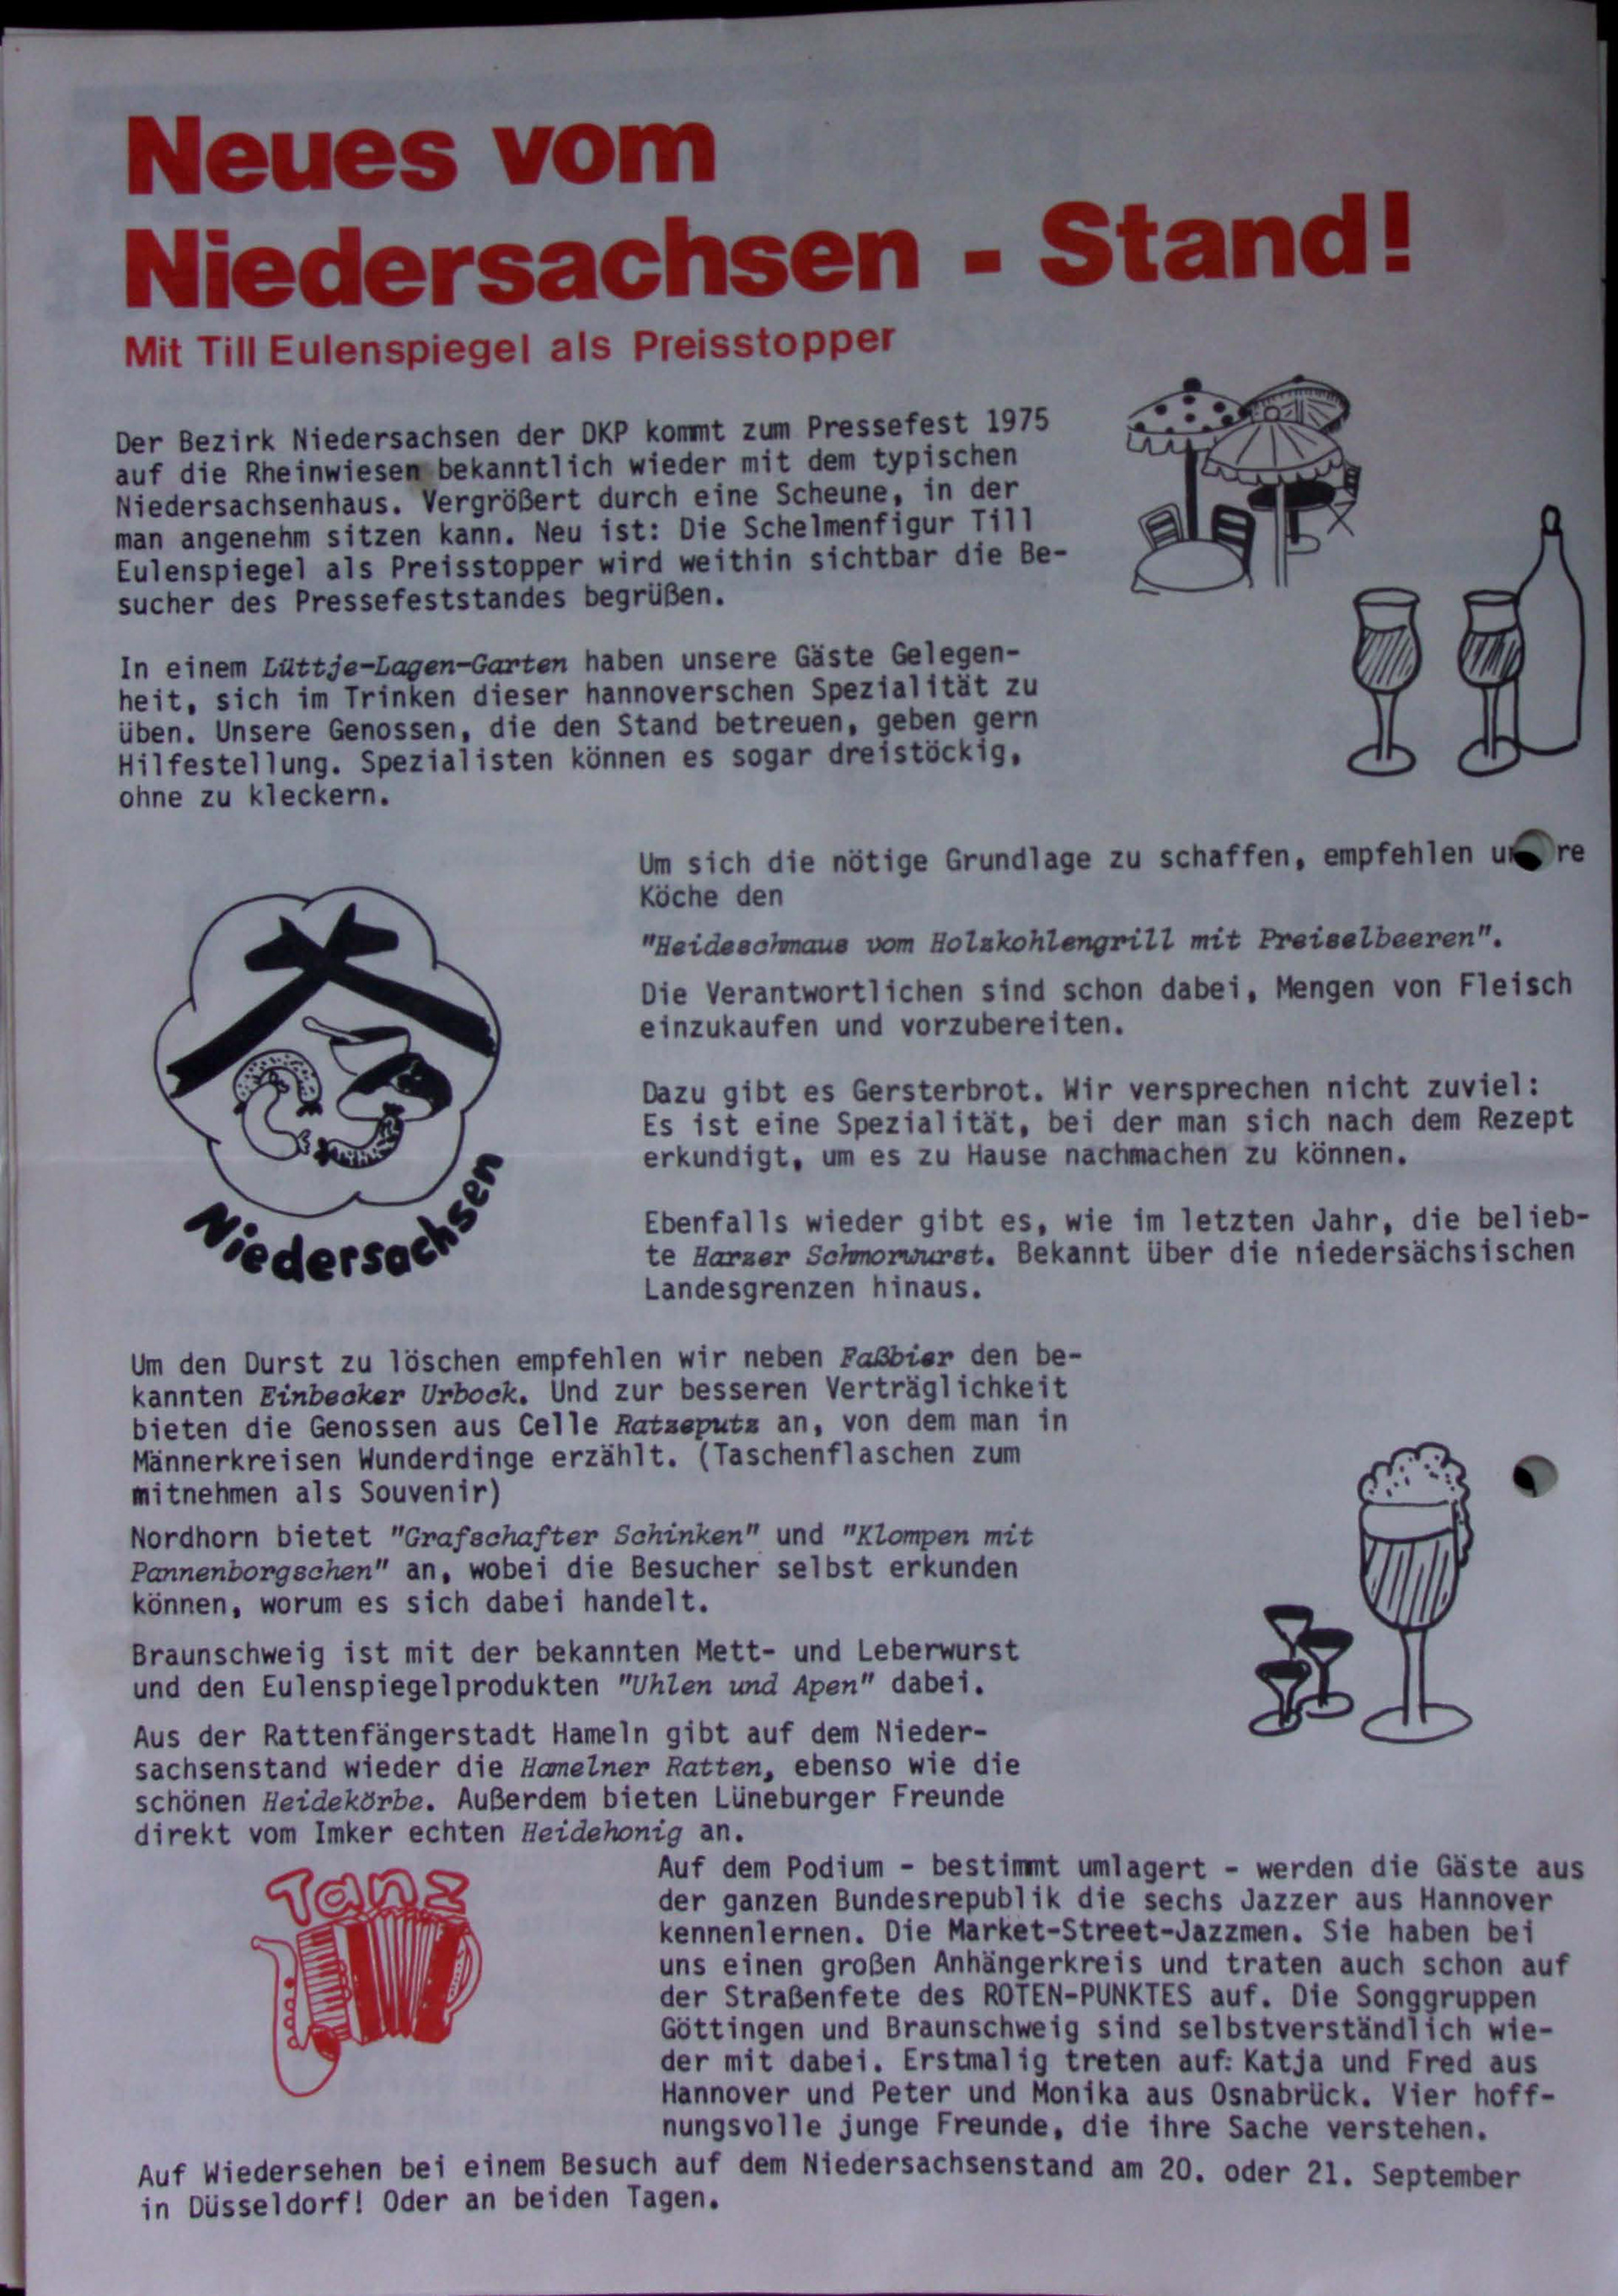 Neues vom
Niedersachsen - Stand!
Mit Till Eulenspiegel als Preisstopper
Der Bezirk Niedersachsen der DKP kommt zum Pressefest 1975
auf die Rheinwiesen bekanntlich wieder mit dem typischen
Niedersachsenhaus. Vergrößert durch eine Scheune, in der
man angenehm sitzen kann. Neu ist: Die Schelmenfigur Till
Eulenspiegel als Preisstopper wird weithin sichtbar die Be-
sucher des Pressefeststandes begrüßen.
In einem Lüttje-Lagen-Garten haben unsere Gäste Gelegen-
heit, sich im Trinken dieser hannoverschen Spezialität zu
üben. Unsere Genossen, die den Stand betreuen, geben gern
Hilfestellung. Spezialisten können es sogar dreistöckig,
ohne zu kleckern.
Um sich die nötige Grundlage zu schaffen, empfehlen
Köche den
"Heideschmaus vom Holzkohlengrill mit Preiselbeeren".
Die Verantwortlichen sind schon dabei, Mengen von Fleisch
einzukaufen und vorzubereiten.
Dazu gibt es Gersterbrot. Wir versprechen nicht zuviel:
Es ist eine Spezialität, bei der man sich nach dem Rezept
erkundigt, um es zu Hause nachmachen zu können.
Niedersachsen
Ebenfalls wieder gibt es, wie im letzten Jahr, die belieb-
te Harzer Schmorwurst. Bekannt über die niedersächsischen
Landesgrenzen hinaus.
Um den Durst zu löschen empfehlen wir neben Faßbier den be-
kannten Einbecker Urbock. Und zur besseren Verträglichkeit
bieten die Genossen aus Celle Ratzeputz an, von dem man in
Männerkreisen Wunderdinge erzählt. (Taschenflaschen zum
mitnehmen als Souvenir)
Nordhorn bietet "Grafschafter Schinken" und "Klompen mit
Pannenborgschen" an, wobei die Besucher selbst erkunden
können, worum es sich dabei handelt.
Braunschweig ist mit der bekannten Mett- und Leberwurst
und den Eulenspiegelprodukten "Uhlen und Apen" dabei.
Aus der Rattenfängerstadt Hameln gibt auf dem Nieder-
sachsenstand wieder die Hamelner Ratten, ebenso wie die
schönen Heidekörbe. Außerdem bieten Lüneburger Freunde
direkt vom Imker echten Heidehonig an.
Tanz
Auf dem Podium - bestimmt umlagert - werden die Gäste aus
der ganzen Bundesrepublik die sechs Jazzer aus Hannover
kennenlernen. Die Market-Street-Jazzmen. Sie haben bei
uns einen großen Anhängerkreis und traten auch schon auf
der Straßenfete des ROTEN-PUNKTES auf. Die Songgruppen
Göttingen und Braunschweig sind selbstverständlich wie-
der mit dabei. Erstmalig treten auf: Katja und Fred aus
Hannover und Peter und Monika aus Osnabrück. Vier hoff-
nungsvolle junge Freunde, die ihre Sache verstehen.
Auf Wiedersehen bei einem Besuch auf dem Niedersachsenstand am 20. oder 21. September
in Düsseldorf! Oder an beiden Tagen.